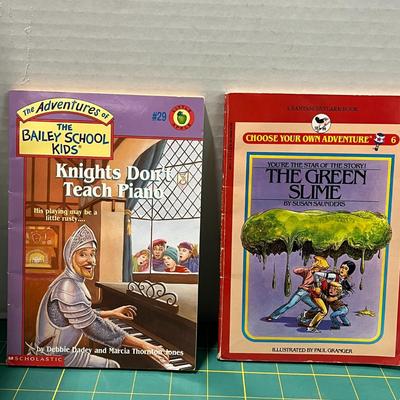 The Adventures of
THE
BAILEY SCHOOL
KIDS
#29
LITTLE APPLE
Knights Don't
Teach Piano
His playing may be a
little rusty....
by Debbie Dadey and Marcia Thornton Jones
SCHOLASTIC
A BANTAM SKYLARK BOOK
CHOOSE YOUR OWN ADVENTURE® 6
YOU'RE THE STAR OF THE STORY!
THE GREEN
SLIME
BY SUSAN SAUNDERS
ILLUSTRATED BY PAUL GRANGER